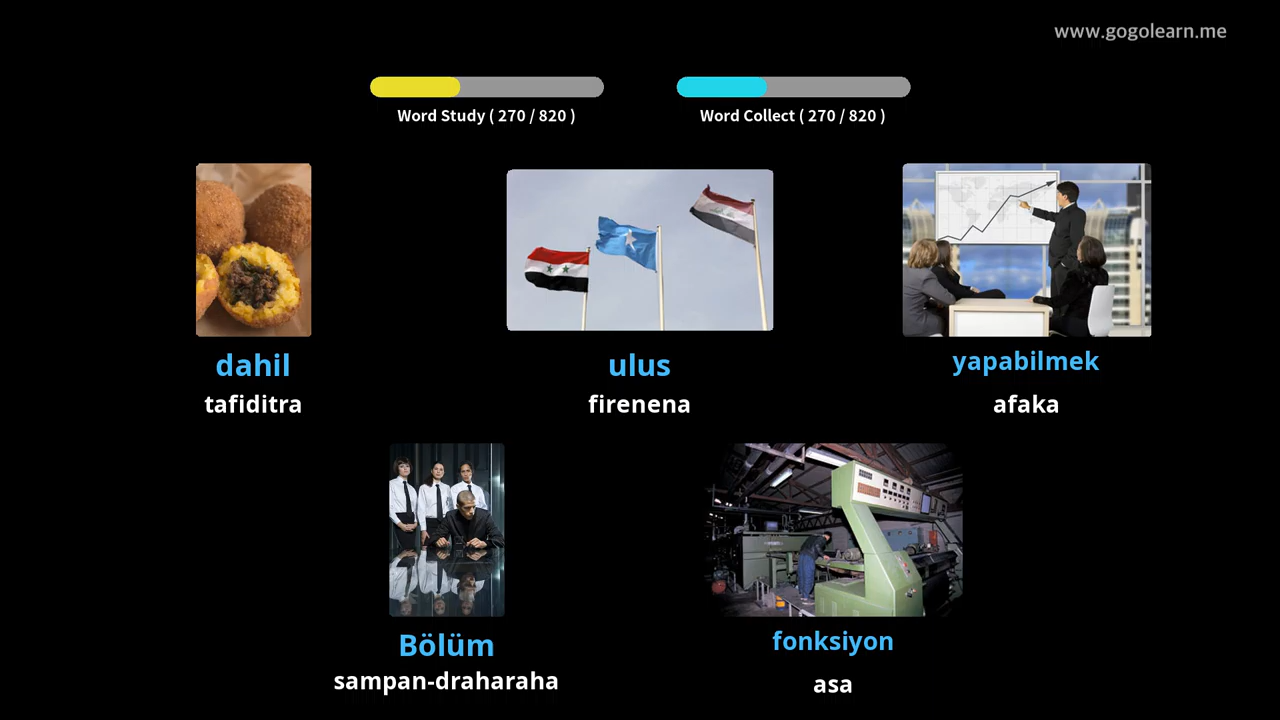 www.gogolearn.me
Word Study ( 270 / 820 )
Word Collect ( 270 / 820 )
dahil
tafiditra
ulus
firenena
yapabilmek
afaka
Bölüm
sampan-draharaha
fonksiyon
asa